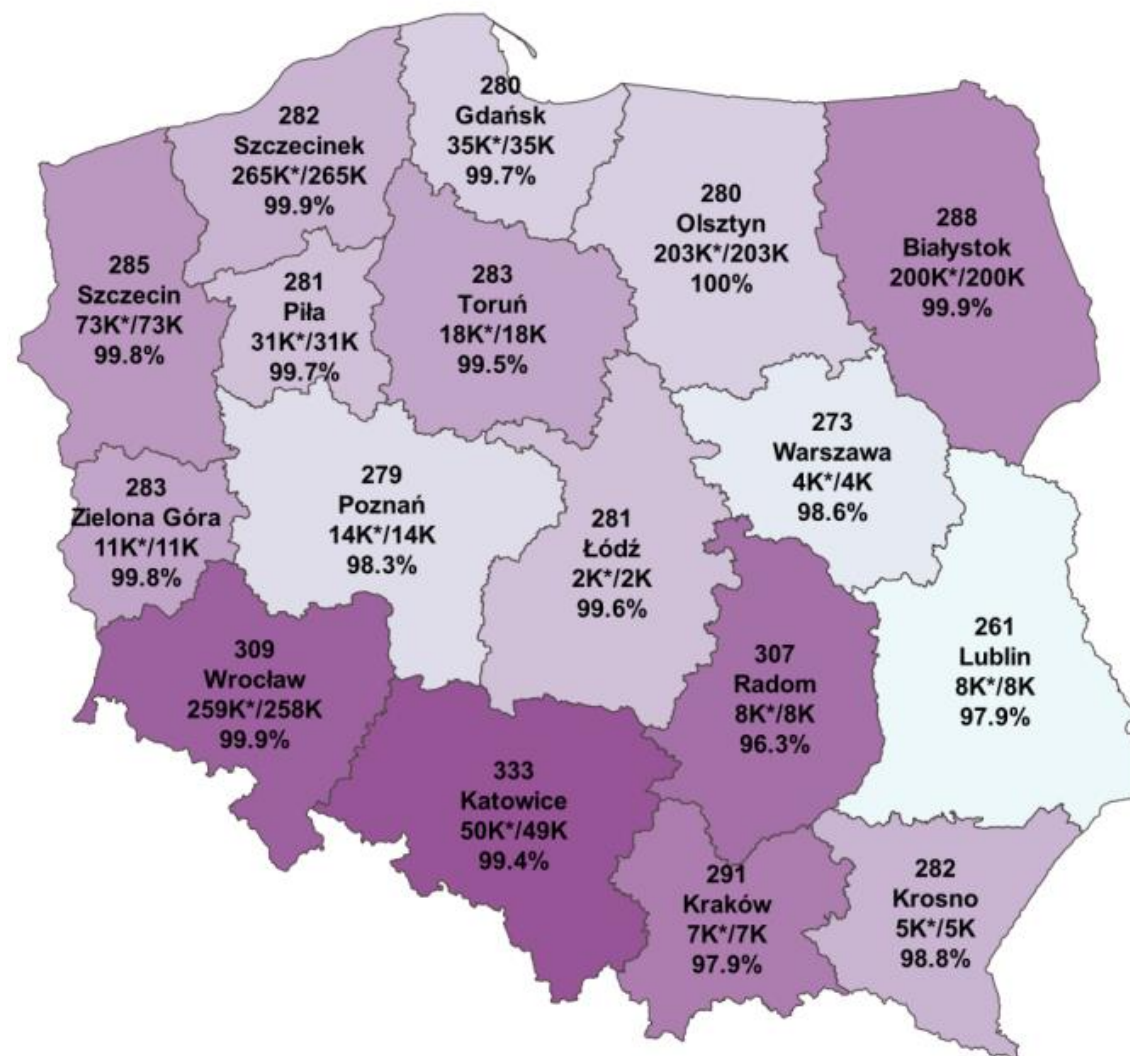 280
Gdańsk
35K*/35K
99.7%
282
Szczecinek
265K*/265K
99.9%
280
Olsztyn
203K*/203K
100%
288
Białystok
200K*/200K
99.9%
285
Szczecin
73K*/73K
99.8%
281
Piła
31K*/31K
99.7%
283
Toruń
18K*/18K
99.5%
273
Warszawa
4K*/4K
98.6%
283
Zielona Góra
11K*/11K
99.8%
279
Poznań
14K*/14K
98.3%
281
Łódź
2K*/2K
99.6%
261
Lublin
8K*/8K
97.9%
309
Wrocław
259K*/258K
99.9%
307
Radom
8K*/8K
96.3%
333
Katowice
50K*/49K
99.4%
291
Kraków
7K*/7K
97.9%
282
Krosno
5K*/5K
98.8%